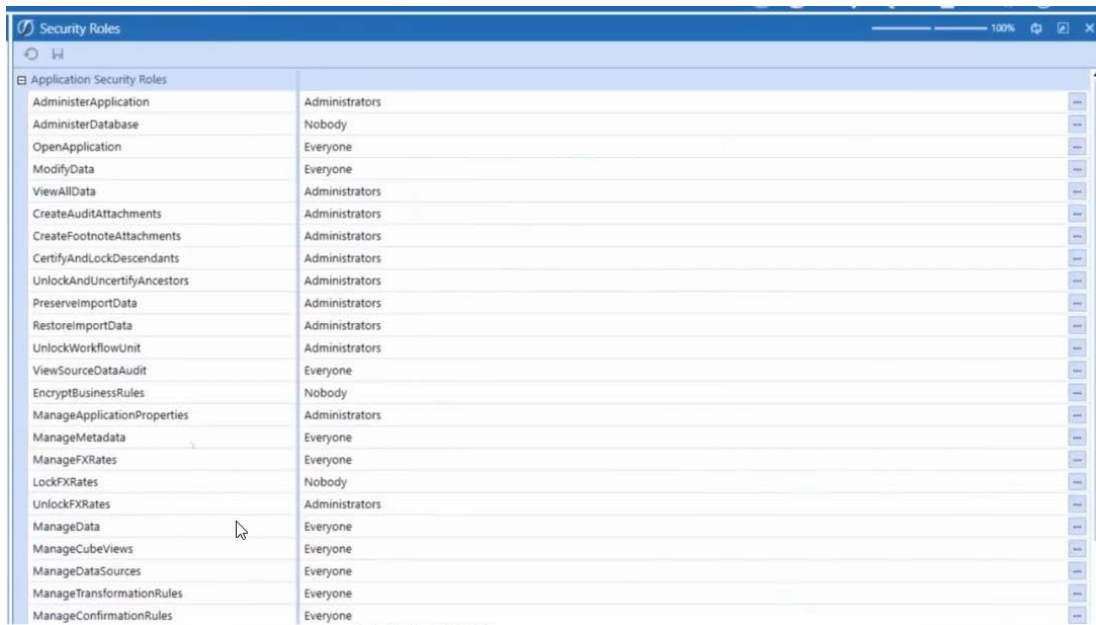 Security Roles
100%
Application Security Roles
AdministerApplication Administrators
AdministerDatabase Nobody
OpenApplication Everyone
ModifyData Everyone
ViewAllData Administrators
CreateAuditAttachments Administrators
CreateFootnoteAttachments Administrators
CertifyAndLockDescendants Administrators
UnlockAndUncertifyAncestors Administrators
PreserveImportData Administrators
RestoreImportData Administrators
UnlockWorkflowUnit Administrators
ViewSourceDataAudit Everyone
EncryptBusinessRules Nobody
ManageApplicationProperties Administrators
ManageMetadata Everyone
ManageFXRates Everyone
LockFXRates Nobody
UnlockFXRates Administrators
ManageData Everyone
ManageCubeViews Everyone
ManageDataSources Everyone
ManageTransformationRules Everyone
ManageConfirmationRules Everyone